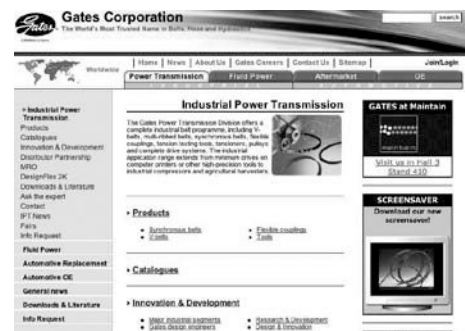 Gates
Gates Corporation
The World's Most Trusted Name in Belts, Hose and Hydraulics
search
Worldwide
Home | News | About Us | Gates Careers | Contact Us | Sitemap |
Join/Login
Power Transmission
Fluid Power
Aftermarket
OE
Industrial Power
Transmission
Products
Catalogues
Innovation & Development
Distributor Partnership
MRO
DesignFlex 2K
Downloads & Literature
Ask the expert
Contact
IPT News
Fairs
Info Request
Fluid Power
Automotive Replacement
Automotive OE
General news
Downloads & Literature
Info Request
Industrial Power Transmission
The Gates Power Transmission Division offers a
complete industrial belt programme, including V-
belts, multi-ribbed belts, synchronous belts, flexible
couplings, tension testing tools, tensioners, pulleys
and complete drive systems. The industrial
application range extends from minimum drives on
computer printers or other high-precision tools to
industrial compressors and agricultural harvesters.
Products
Synchronous belts
V-belts
Flexible couplings
Tools
Catalogues
Innovation & Development
Major industrial segments
Gates design engineers
Research & Development
Design & Innovation
GATES at Maintain
maintain
Visit us in Hall 3
Stand 410
SCREENSAVER
Download our new
screensaver!